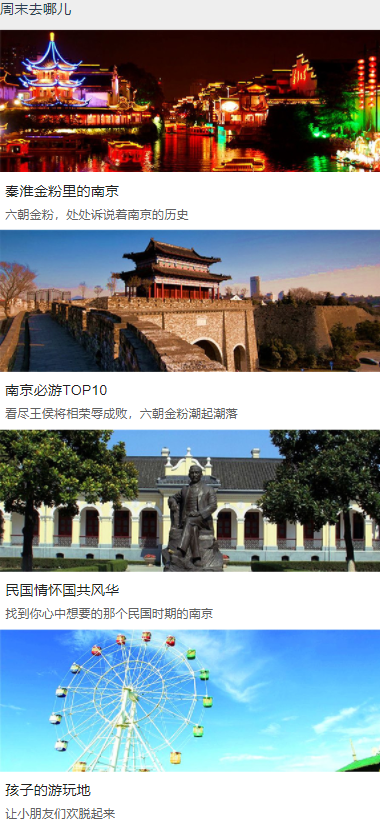 周末去哪儿
秦淮金粉里的南京
六朝金粉，处处诉说着南京的历史
南京必游TOP10
看尽王侯将相荣辱成败，六朝金粉潮起潮落
民国情怀国共风华
找到你心中想要的那个民国时期的南京
孩子的游玩地
让小朋友们欢脱起来